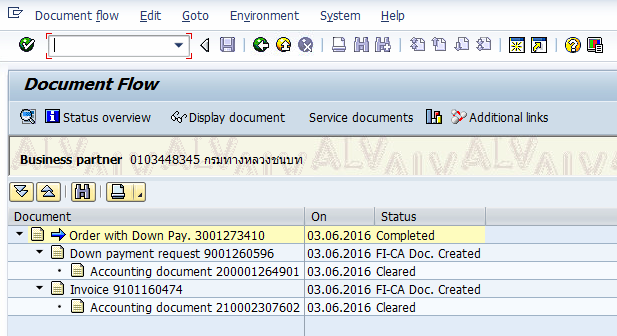 Document flow Edit Goto Environment System Help
Document Flow
Status overview Display document Service documents Additional links
Business partner 0103448345 กรมทางหลวงชนบท
Document On Status
Order with Down Pay. 3001273410 03.06.2016 Completed
Down payment request 9001260596 03.06.2016 FI-CA Doc. Created
Accounting document 200001264901 03.06.2016 Cleared
Invoice 9101160474 03.06.2016 FI-CA Doc. Created
Accounting document 210002307602 03.06.2016 Cleared